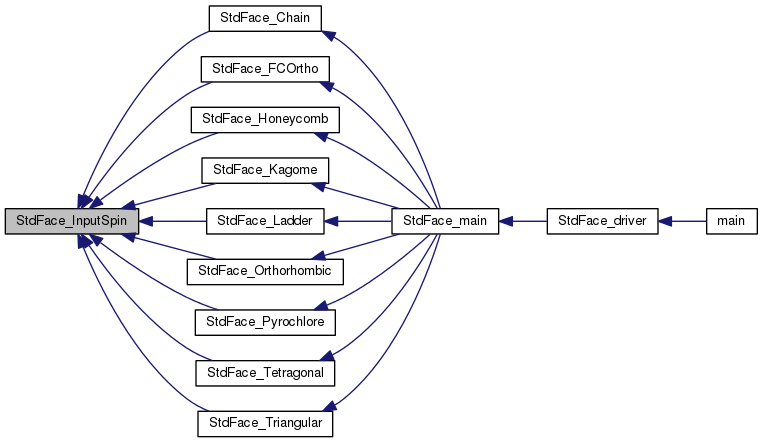 StdFace_Chain
StdFace_FCOrtho
StdFace_Honeycomb
StdFace_Kagome
StdFace_InputSpin
StdFace_Ladder
StdFace_main
StdFace_driver
main
StdFace_Orthorhombic
StdFace_Pyrochlore
StdFace_Tetragonal
StdFace_Triangular